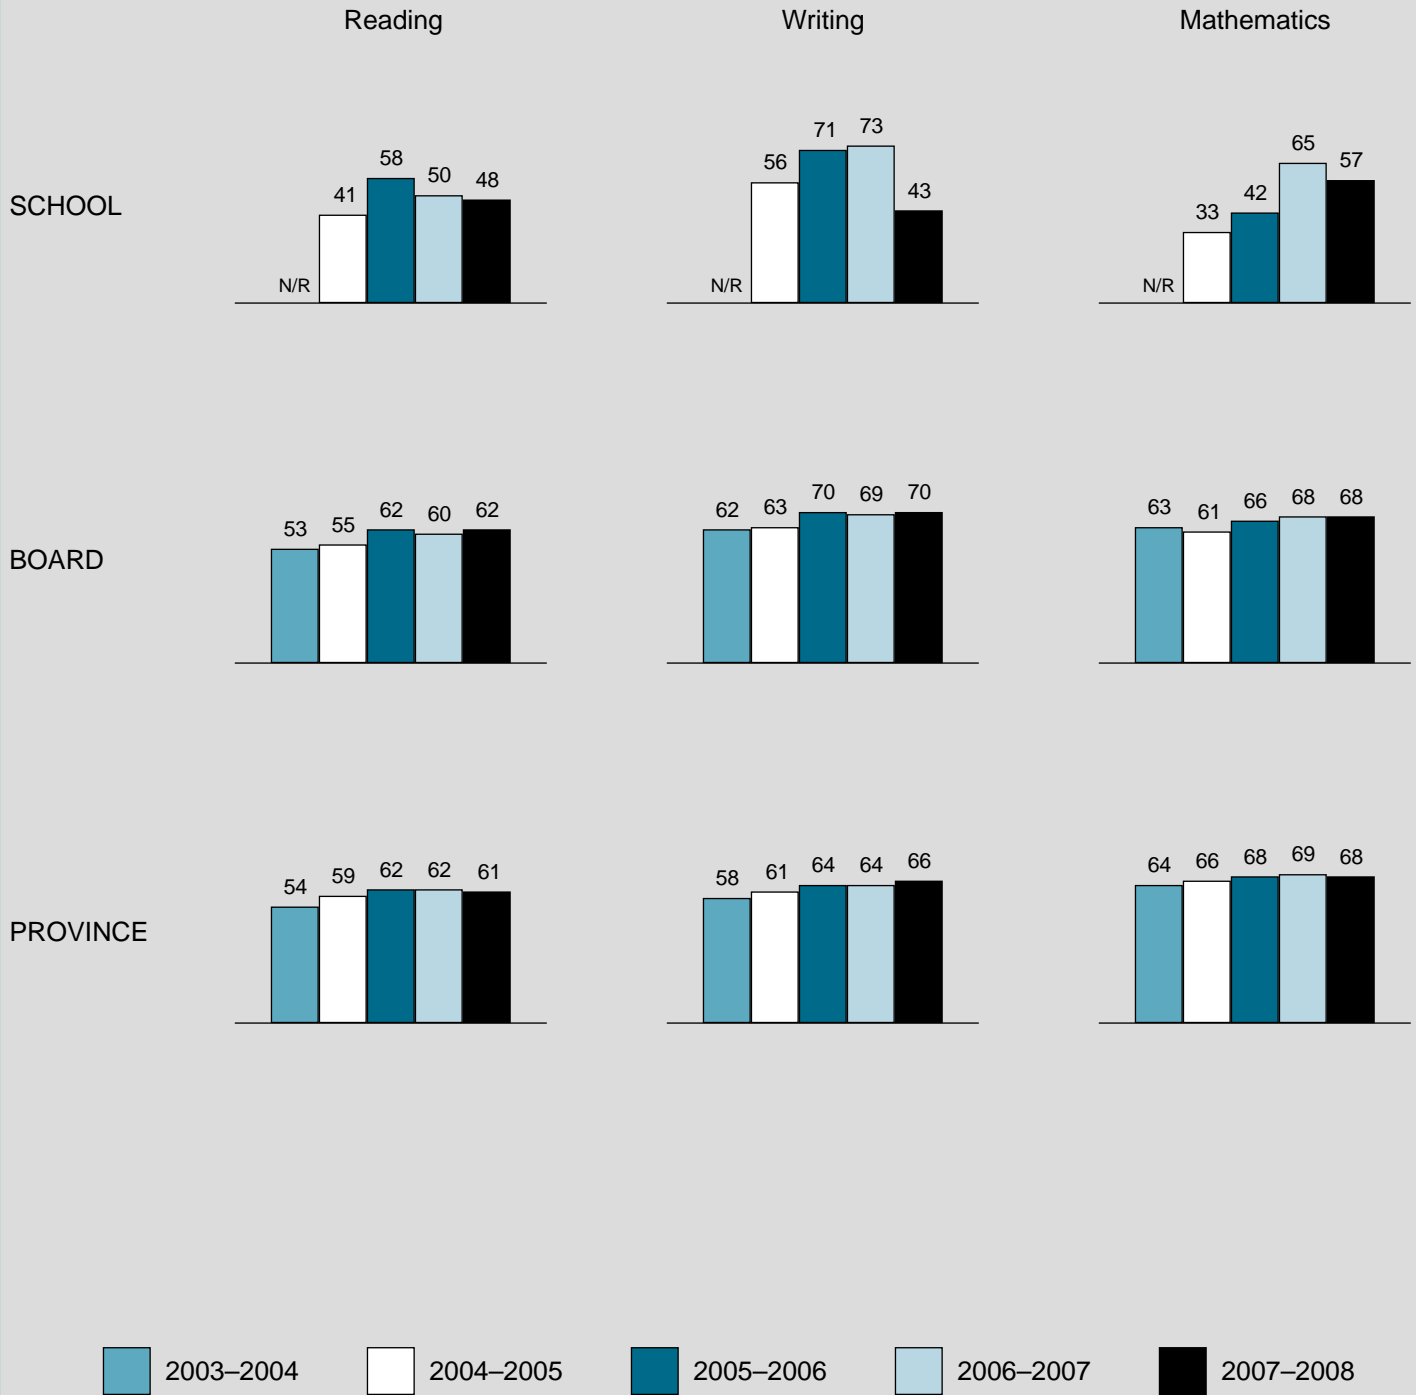 Reading Writing Mathematics
SCHOOL
N/R 41 58 50 48
N/R 56 71 73 43
N/R 33 42 65 57
BOARD
53 55 62 60 62
62 63 70 69 70
63 61 66 68 68
PROVINCE
54 59 62 62 61
58 61 64 64 66
64 66 68 69 68
2003–2004 2004–2005 2005–2006 2006–2007 2007–2008